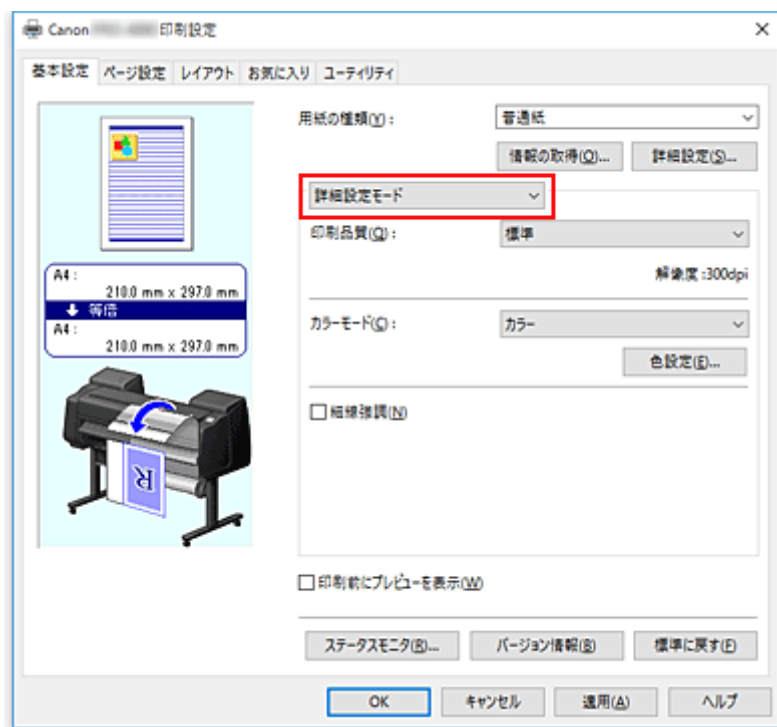 Canon 印刷設定
基本設定 ページ設定 レイアウト お気に入り ユーティリティ
用紙の種類(Y): 普通紙
情報の取得(O)... 詳細設定(S)...
詳細設定モード
印刷品質(Q): 標準
解像度 :300dpi
A4 :
210.0 mm x 297.0 mm
等倍
A4 :
210.0 mm x 297.0 mm
カラーモード(C): カラー
色設定(E)...
細線強調(N)
R
印刷前にプレビューを表示(W)
ステータスモニタ(R)... バージョン情報(B) 標準に戻す(F)
OK キャンセル 適用(A) ヘルプ